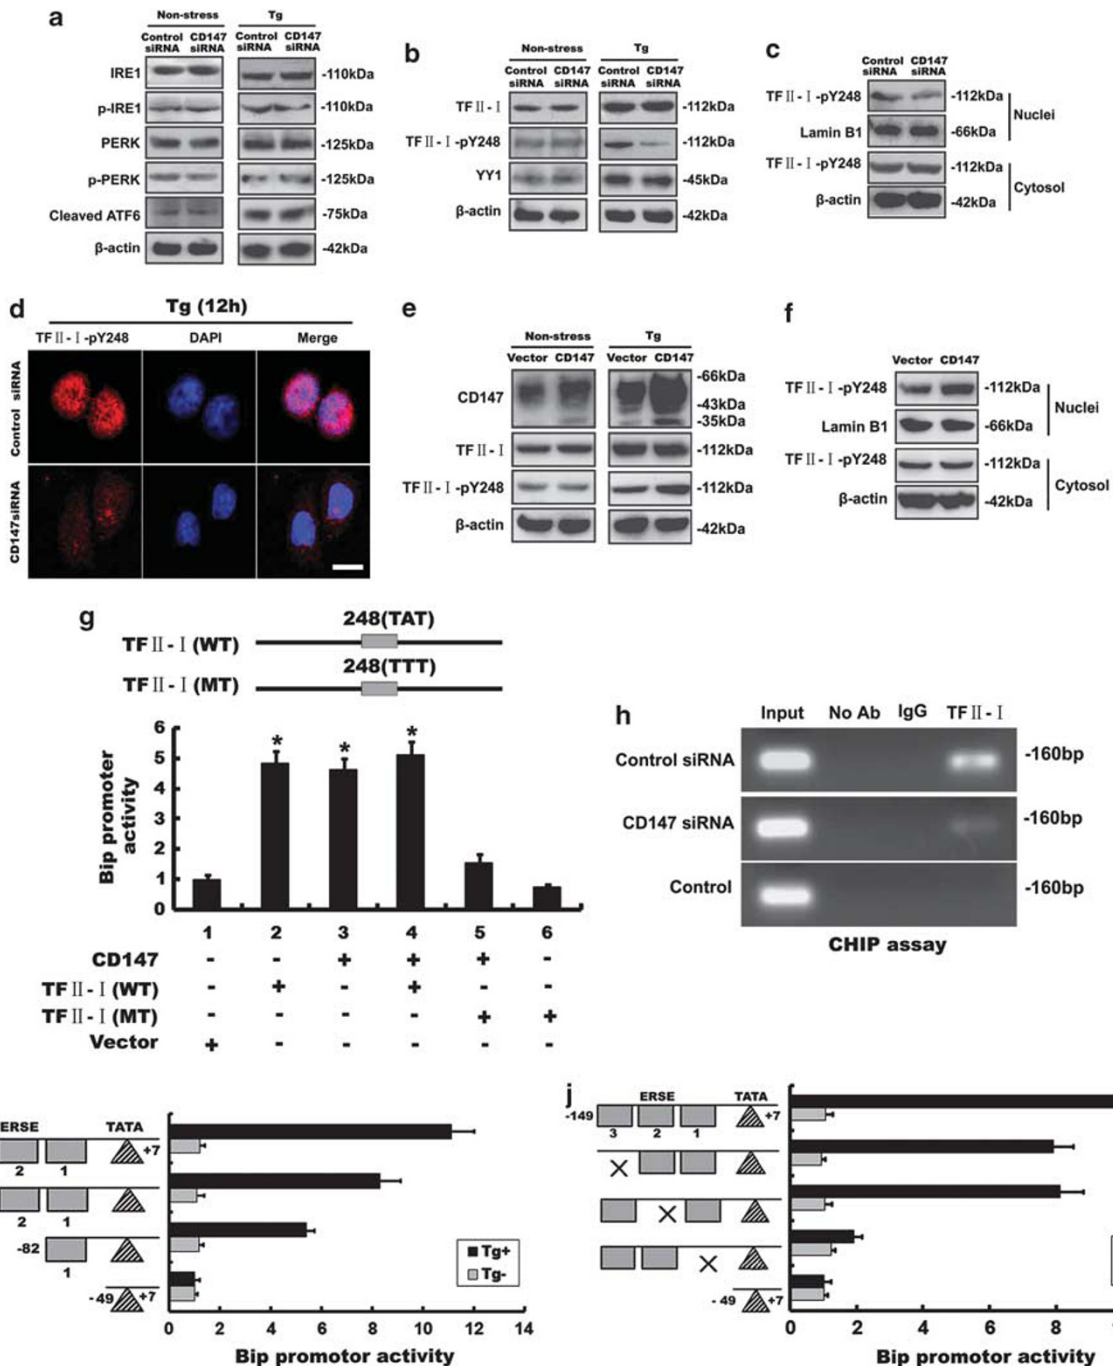 a
Non-stress
Tg
Control siRNA
CD147 siRNA
Control siRNA
CD147 siRNA
IRE1
-110kDa
p-IRE1
-110kDa
PERK
-125kDa
p-PERK
-125kDa
Cleaved ATF6
-75kDa
β-actin
-42kDa
b
Non-stress
Tg
Control siRNA
CD147 siRNA
Control siRNA
CD147 siRNA
TFⅡ-Ⅰ
-112kDa
TFⅡ-Ⅰ-pY248
-112kDa
YY1
-45kDa
β-actin
-42kDa
c
Control siRNA
CD147 siRNA
TFⅡ-Ⅰ-pY248
-112kDa
Lamin B1
-66kDa
Nuclei
TFⅡ-Ⅰ-pY248
-112kDa
β-actin
-42kDa
Cytosol
d
Tg (12h)
TFⅡ-Ⅰ-pY248
DAPI
Merge
Control siRNA
CD147siRNA
e
Non-stress
Tg
Vector CD147
Vector CD147
CD147
-66kDa
-43kDa
-35kDa
TFⅡ-Ⅰ
-112kDa
TFⅡ-Ⅰ-pY248
-112kDa
β-actin
-42kDa
f
Vector CD147
TFⅡ-Ⅰ-pY248
-112kDa
Lamin B1
-66kDa
Nuclei
TFⅡ-Ⅰ-pY248
-112kDa
β-actin
-42kDa
Cytosol
g
248(TAT)
TFⅡ-Ⅰ(WT)
248(TTT)
TFⅡ-Ⅰ(MT)
Bip promoter activity
6
5
4
3
2
1
0
* * *
1 2 3 4 5 6
CD147 - - + + + -
TFⅡ-Ⅰ(WT) - + - + - -
TFⅡ-Ⅰ(MT) - - - - + +
Vector + - - - - -
h
Input No Ab IgG TFⅡ-Ⅰ
Control siRNA
-160bp
CD147 siRNA
-160bp
Control
-160bp
CHIP assay
ERSE TATA
+7
2 1
2 1
-82
1
-49 +7
Tg+
Tg-
0 2 4 6 8 10 12 14
Bip promotor activity
j
ERSE TATA
-149
+7
3 2 1
-49 +7
0 2 4 6 8
Bip promotor activity